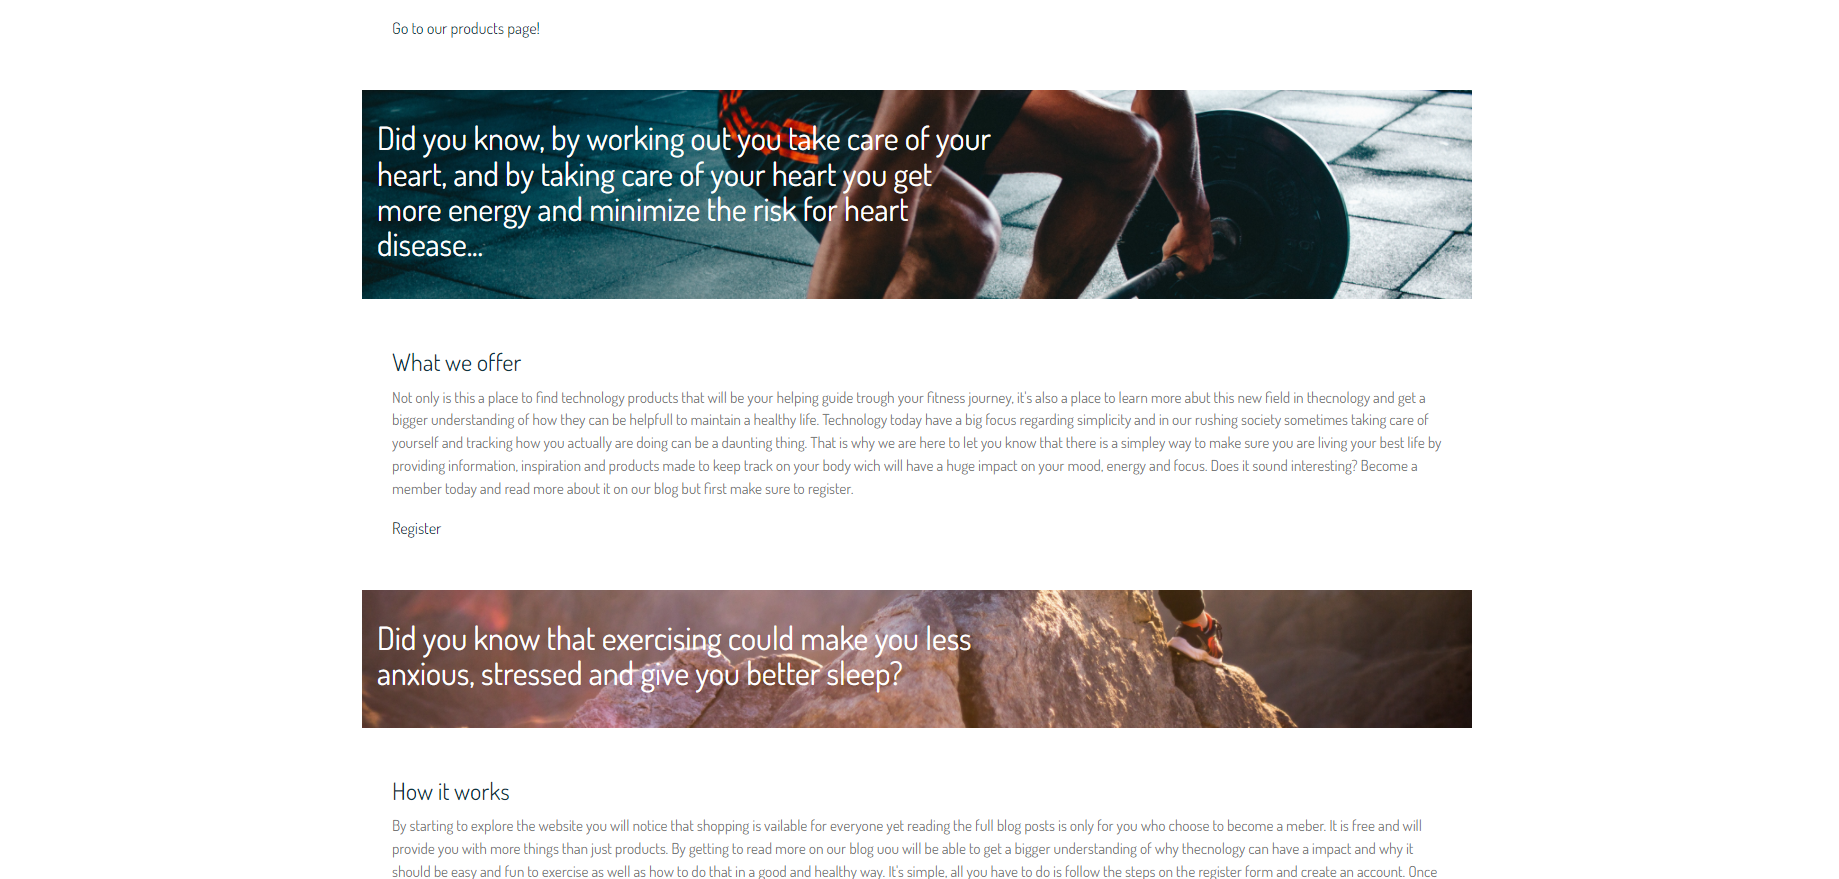 Go to our products page!
Did you know, by working out you take care of your
heart, and by taking care of your heart you get
more energy and minimize the risk for heart
disease...
What we offer
Not only is this a place to find technology products that will be your helping guide trough your fitness journey, it's also a place to learn more abut this new field in thecnology and get a
bigger understanding of how they can be helpfull to maintain a healthy life. Technology today have a big focus regarding simplicity and in our rushing society sometimes taking care of
yourself and tracking how you actually are doing can be a daunting thing. That is why we are here to let you know that there is a simpley way to make sure you are living your best life by
providing information, inspiration and products made to keep track on your body wich will have a huge impact on your mood, energy and focus. Does it sound interesting? Become a
member today and read more about it on our blog but first make sure to register.
Register
Did you know that exercising could make you less
anxious, stressed and give you better sleep?
How it works
By starting to explore the website you will notice that shopping is vailable for everyone yet reading the full blog posts is only for you who choose to become a meber. It is free and will
provide you with more things than just products. By getting to read more on our blog uou will be able to get a bigger understanding of why thecnology can have a impact and why it
should be easy and fun to exercise as well as how to do that in a good and healthy way. It's simple, all you have to do is follow the steps on the register form and create an account. Once